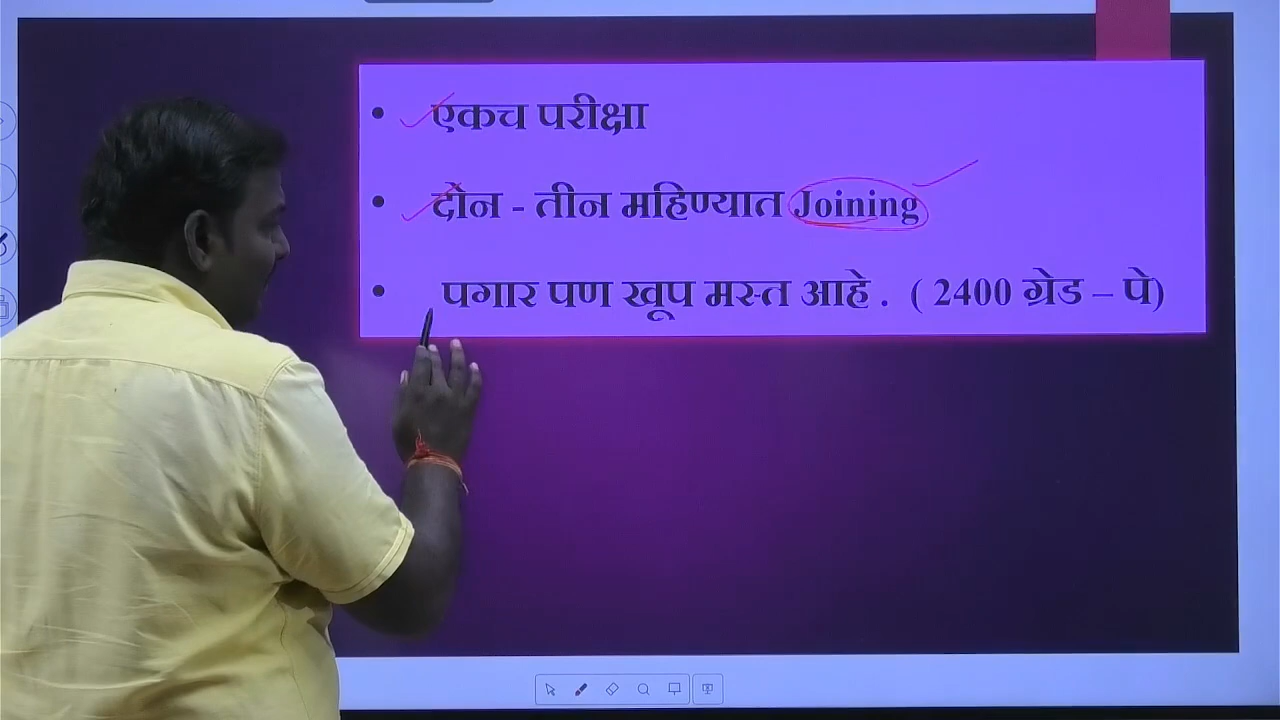 • एकच परीक्षा
• दोन - तीन महिण्यात Joining
• पगार पण खूप मस्त आहे . ( 2400 ग्रेड – पे)